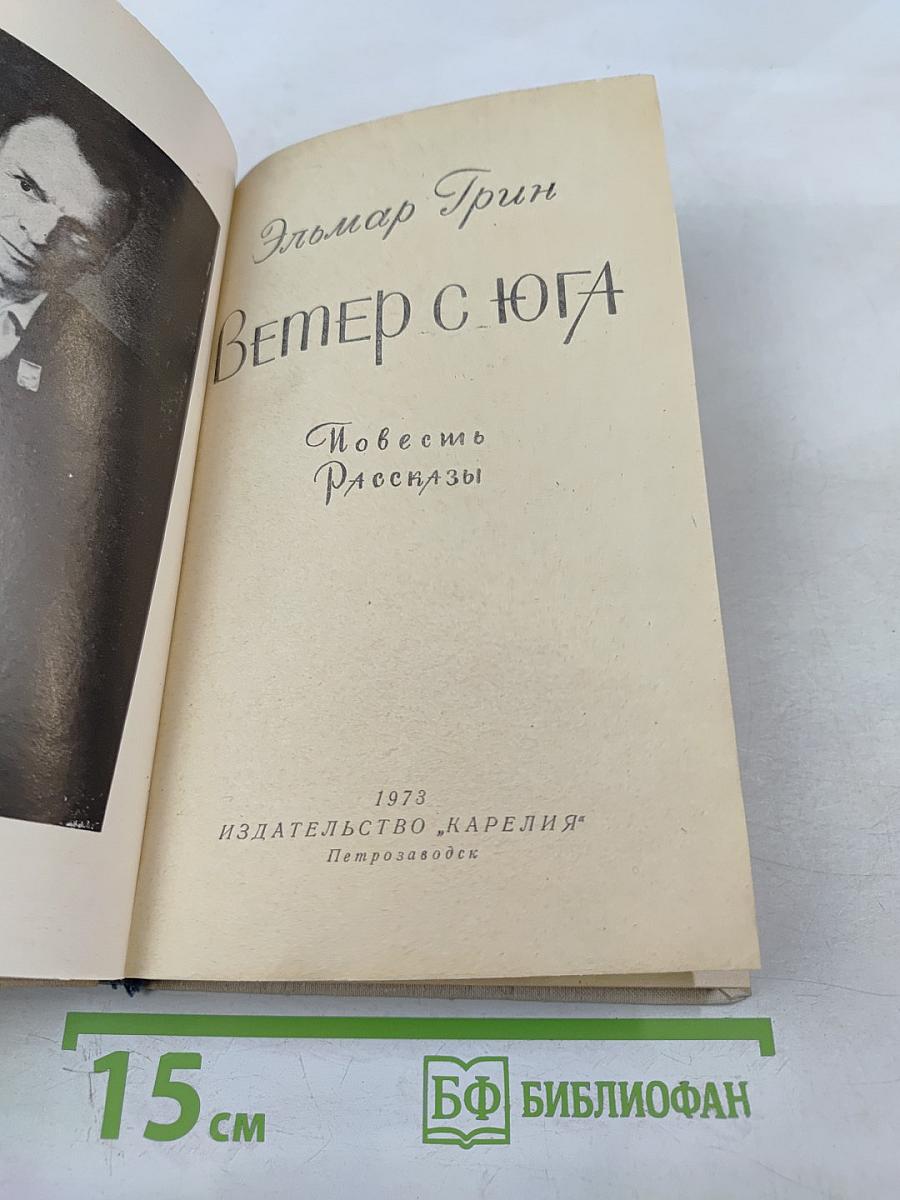 Эльмар Грин
Ветер с юга
Повесть
Рассказы
1973
ИЗДАТЕЛЬСТВО „КАРЕЛИЯ“
Петрозаводск
15 см
БФ БИБЛИОФАН